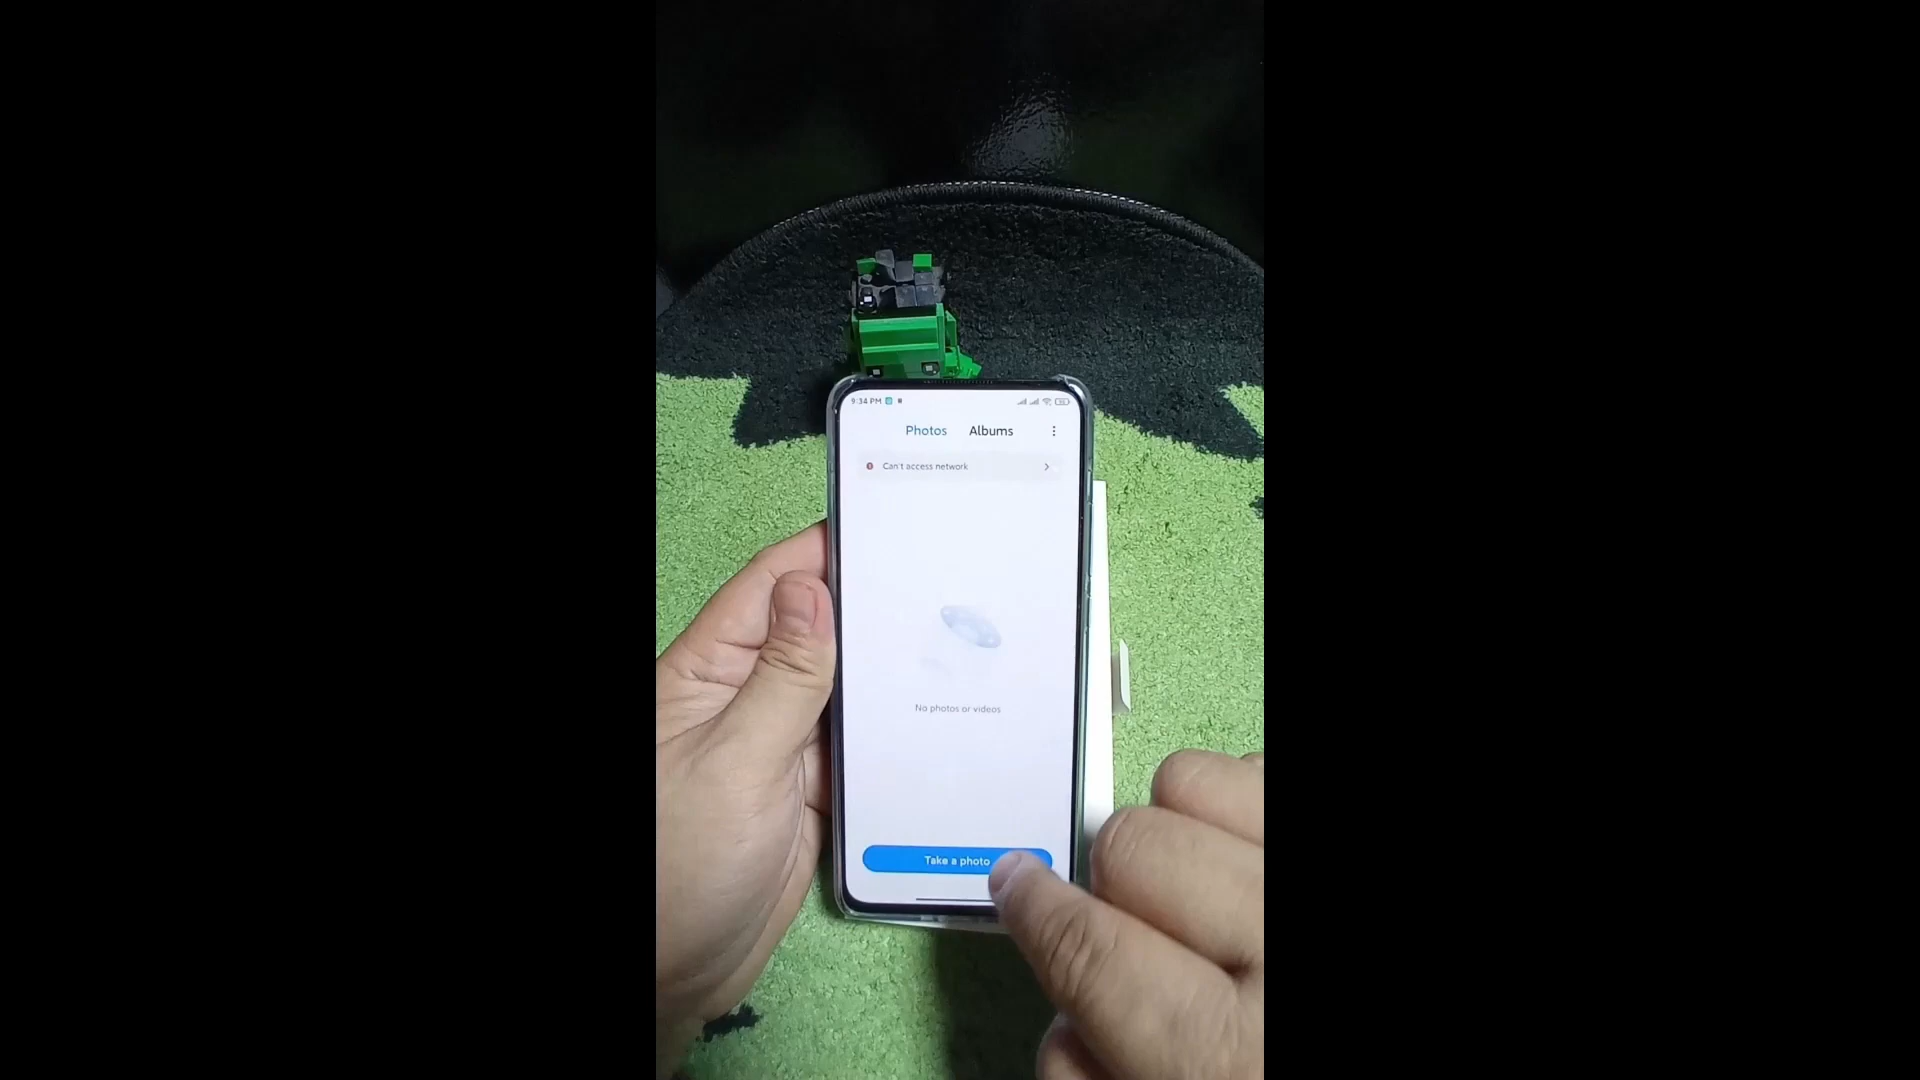 9:34 PM
Photos Albums
Can't access network
No photos or videos
Take a photo